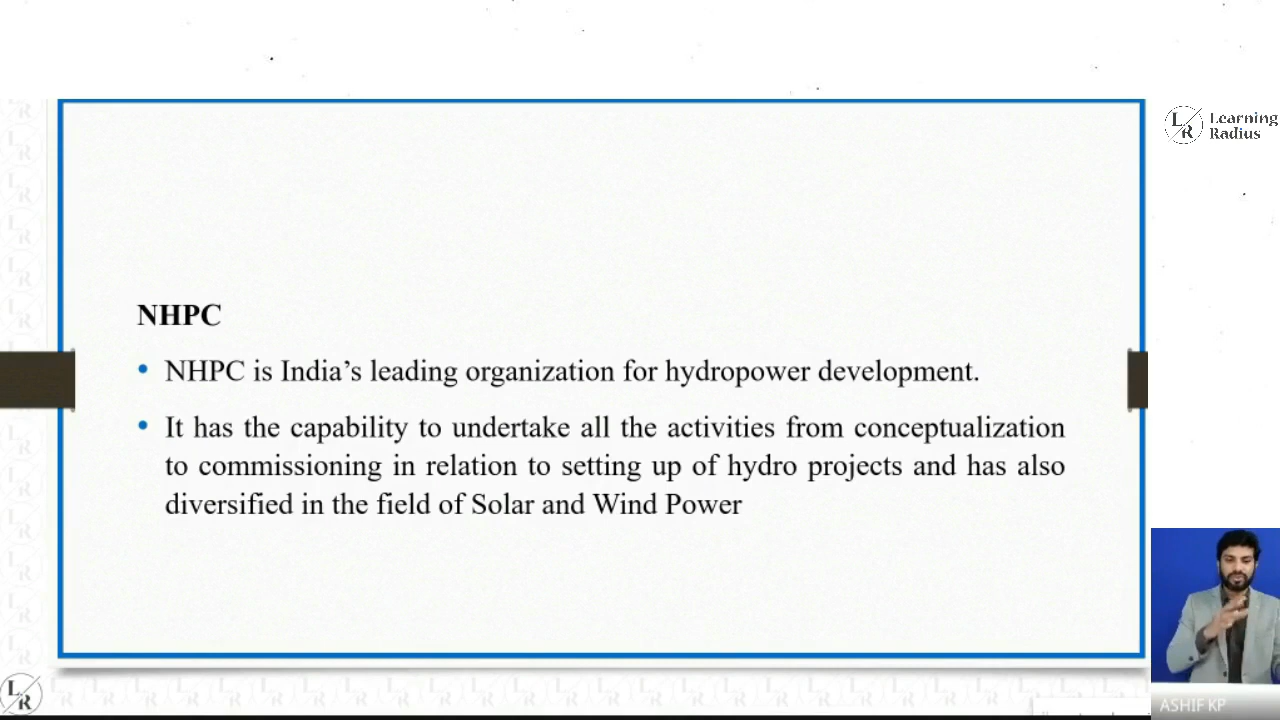 L
R
Learning
Radius
NHPC
• NHPC is India’s leading organization for hydropower development.
• It has the capability to undertake all the activities from conceptualization
to commissioning in relation to setting up of hydro projects and has also
diversified in the field of Solar and Wind Power
L
R
ASHIF KP